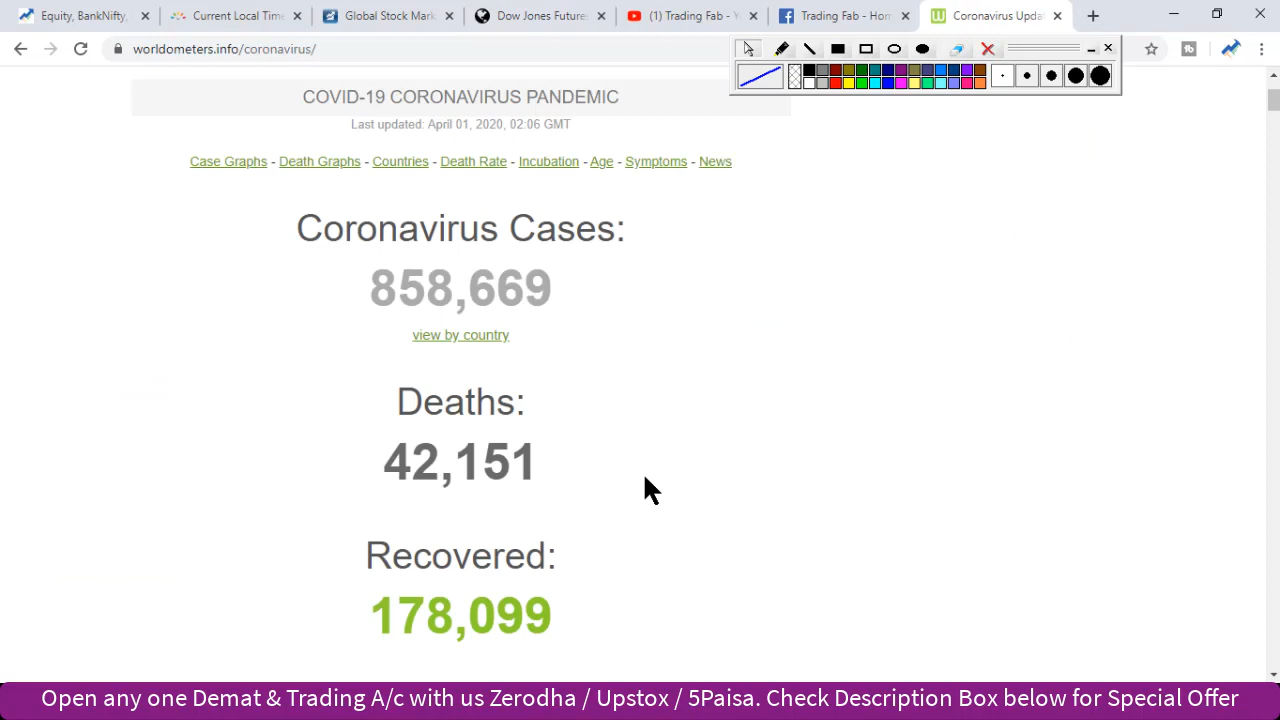 Equity, BankNifty,
Current Local Time
Global Stock Mark
Dow Jones Futures
(1) Trading Fab - Y
Trading Fab - Hom
Coronavirus Upda
worldometers.info/coronavirus/
COVID-19 CORONAVIRUS PANDEMIC
Last updated: April 01, 2020, 02:06 GMT
Case Graphs - Death Graphs - Countries - Death Rate - Incubation - Age - Symptoms - News
Coronavirus Cases:
858,669
view by country
Deaths:
42,151
Recovered:
178,099
Open any one Demat & Trading A/c with us Zerodha / Upstox / 5Paisa. Check Description Box below for Special Offer